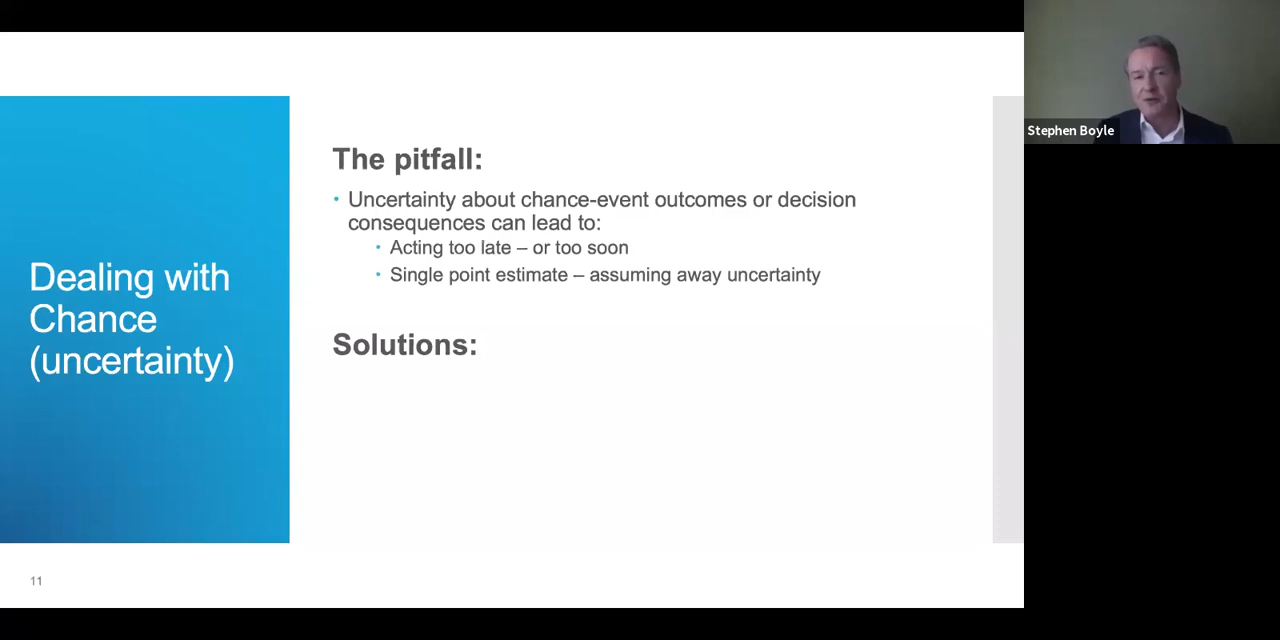 Dealing with
Chance
(uncertainty)
The pitfall:
• Uncertainty about chance-event outcomes or decision
consequences can lead to:
• Acting too late – or too soon
• Single point estimate – assuming away uncertainty
Solutions:
11
Stephen Boyle